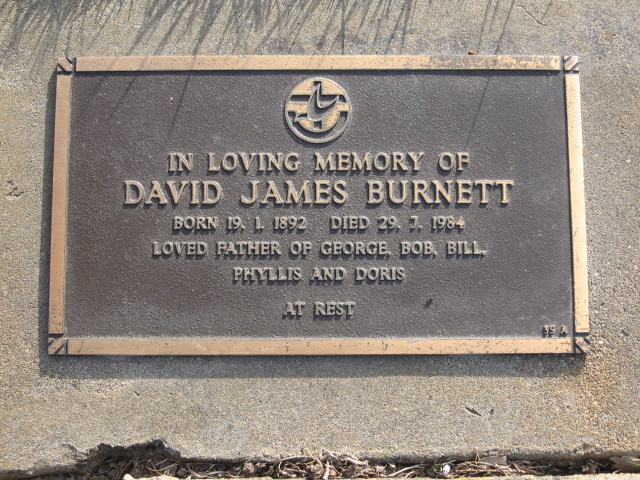 IN LOVING MEMORY OF
DAVID JAMES BURNETT
BORN 19. 1. 1892 DIED 29. 7. 1984
LOVED FATHER OF GEORGE, BOB, BILL,
PHYLLIS AND DORIS
AT REST
35 A